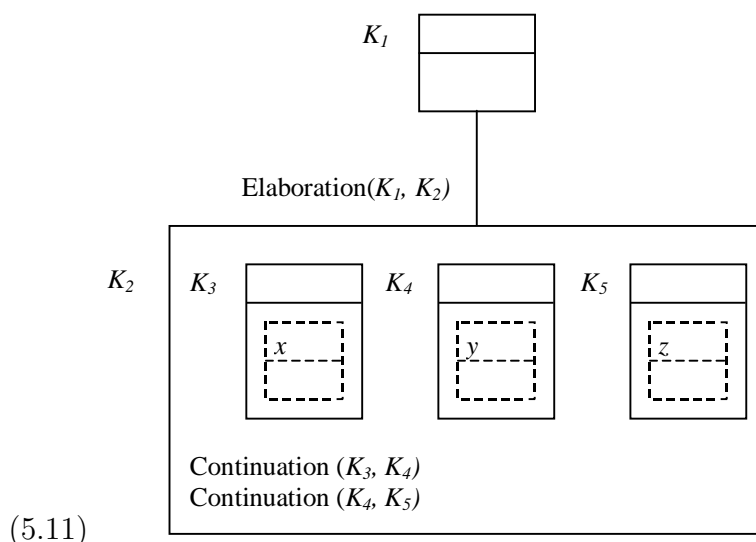 K₁
Elaboration(K₁, K₂)
K₂ K₃ K₄ K₅
x y z
Continuation (K₃, K₄)
Continuation (K₄, K₅)
(5.11)